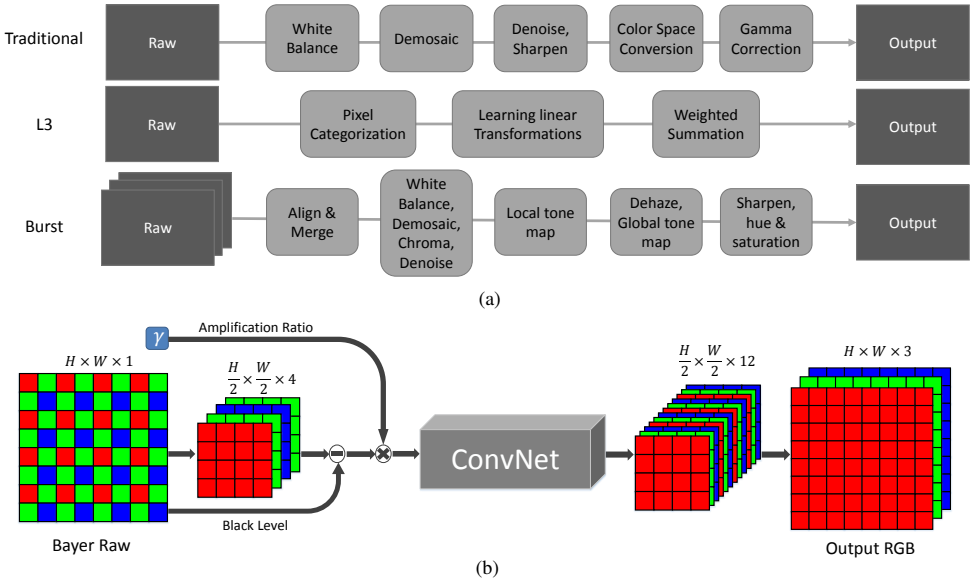 Traditional
Raw
White
Balance
Demosaic
Denoise,
Sharpen
Color Space
Conversion
Gamma
Correction
Output
L3
Raw
Pixel
Categorization
Learning linear
Transformations
Weighted
Summation
Output
Burst
Raw
Align &
Merge
White
Balance,
Demosaic,
Chroma,
Denoise
Local tone
map
Dehaze,
Global tone
map
Sharpen,
hue &
saturation
Output
(a)
γ
Amplification Ratio
H × W × 1
H/2 × W/2 × 4
ConvNet
H/2 × W/2 × 12
H × W × 3
Black Level
Bayer Raw
Output RGB
(b)